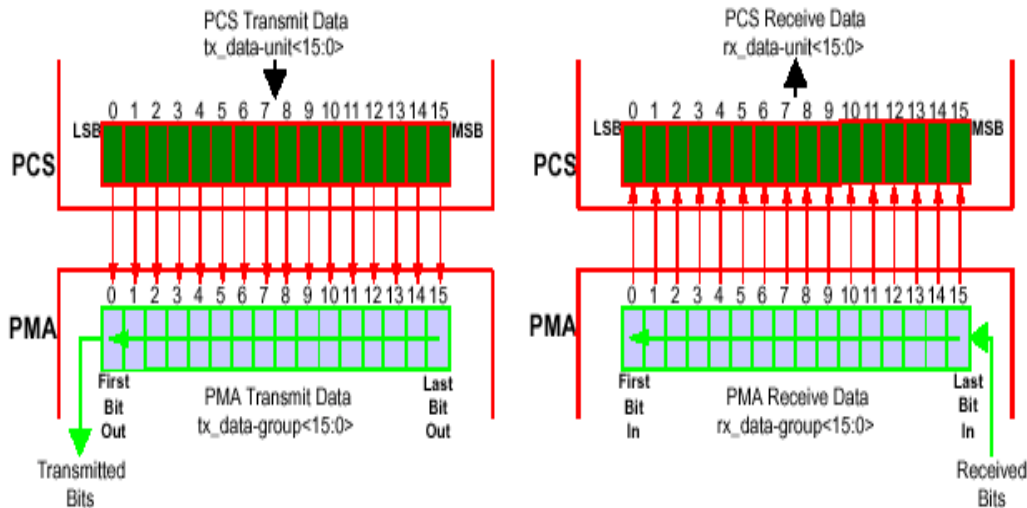 PCS Transmit Data
tx_data-unit<15:0>
0 1 2 3 4 5 6 7 8 9 10 11 12 13 14 15
LSB MSB
PCS
0 1 2 3 4 5 6 7 8 9 10 11 12 13 14 15
PMA
First
Bit
Out
PMA Transmit Data
tx_data-group<15:0>
Last
Bit
Out
Transmitted
Bits
PCS Receive Data
rx_data-unit<15:0>
0 1 2 3 4 5 6 7 8 9 10 11 12 13 14 15
LSB MSB
PCS
0 1 2 3 4 5 6 7 8 9 10 11 12 13 14 15
PMA
First
Bit
In
PMA Receive Data
rx_data-group<15:0>
Last
Bit
In
Received
Bits